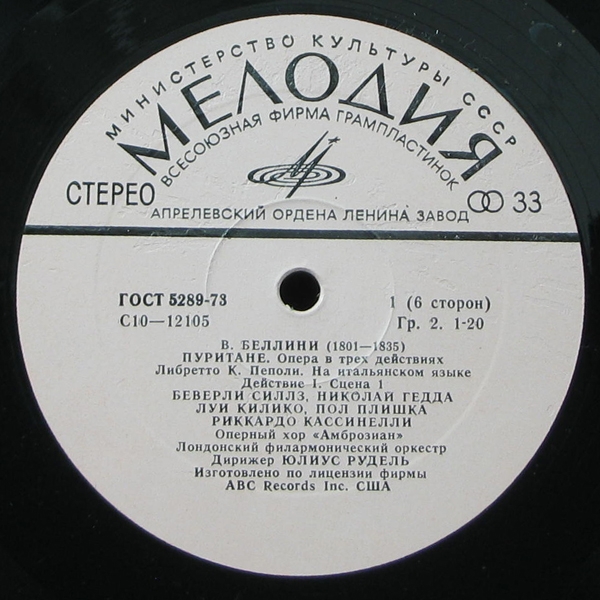 МИНИСТЕРСТВО КУЛЬТУРЫ СССР
МЕЛОДИЯ
ВСЕСОЮЗНАЯ ФИРМА ГРАМПЛАСТИНОК
СТЕРЕО
33
АПРЕЛЕВСКИЙ ОРДЕНА ЛЕНИНА ЗАВОД
ГОСТ 5289-73
1 (6 сторон)
С10—12105
Гр. 2. 1-20
В. БЕЛЛИНИ (1801—1835)
ПУРИТАНЕ. Опера в трех действиях
Либретто К. Пеполи. На итальянском языке
Действие I. Сцена 1
БЕВЕРЛИ СИЛЛЗ, НИКОЛАЙ ГЕДДА
ЛУИ КИЛИКО, ПОЛ ПЛИШКА
РИККАРДО КАССИНЕЛЛИ
Оперный хор «Амброзиан»
Лондонский филармонический оркестр
Дирижер ЮЛИУС РУДЕЛЬ
Изготовлено по лицензии фирмы
ABC Records Inc. США